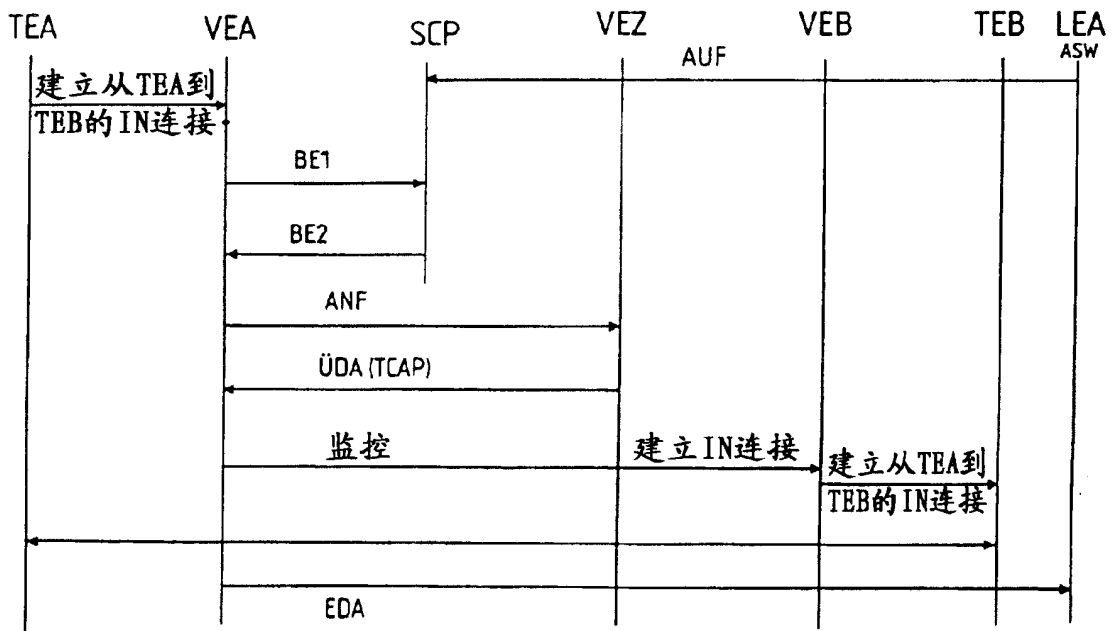 TEA VEA SCP VEZ VEB TEB LEA
ASW
AUF
建立从TEA到
TEB的IN连接
BE1
BE2
ANF
ÜDA (TCAP)
监控
建立IN连接
建立从TEA到
TEB的IN连接
EDA